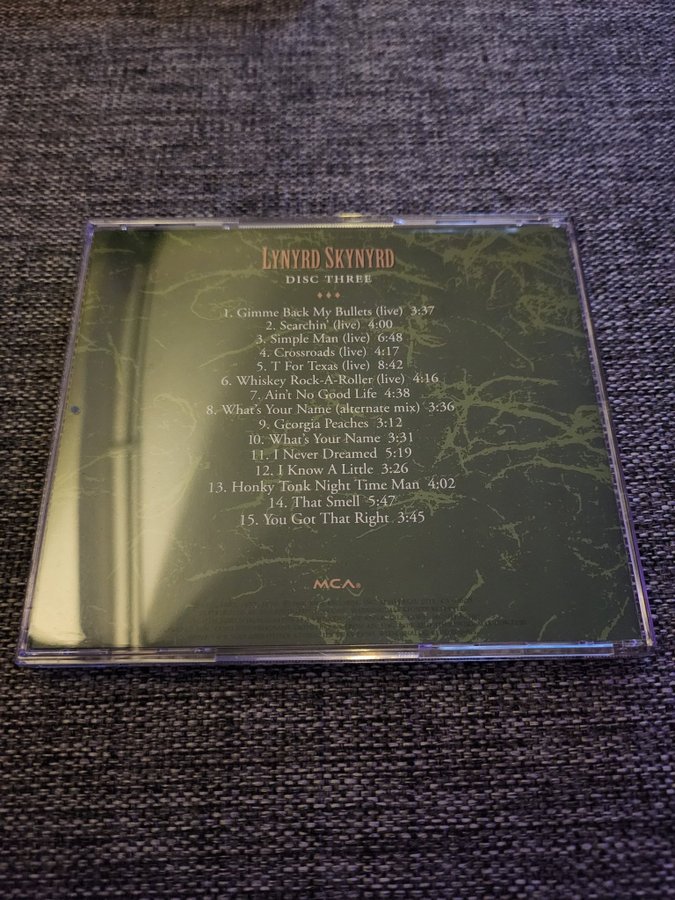 LYNYRD SKYNYRD
DISC THREE
1. Gimme Back My Bullets (live) 3:37
2. Searchin' (live) 4:00
3. Simple Man (live) 6:48
4. Crossroads (live) 4:17
5. T For Texas (live) 8:42
6. Whiskey Rock-A-Roller (live) 4:16
7. Ain't No Good Life 4:38
8. What's Your Name (alternate mix) 3:36
9. Georgia Peaches 3:12
10. What's Your Name 3:31
11. I Never Dreamed 5:19
12. I Know A Little 3:26
13. Honky Tonk Night Time Man 4:02
14. That Smell 5:47
15. You Got That Right 3:45
MCA®